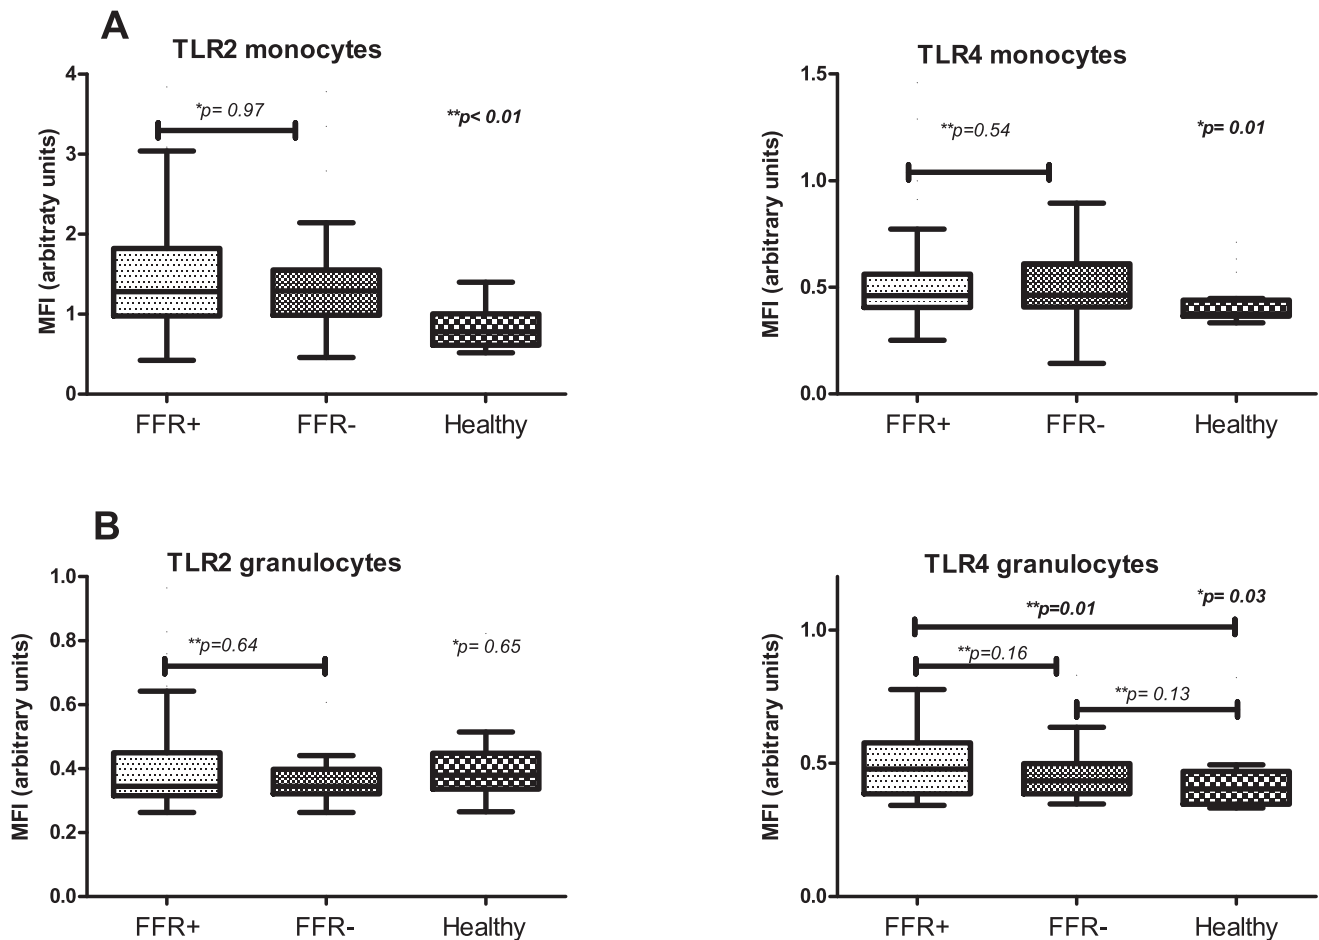 A
TLR2 monocytes
MFI (arbitraty units)
4
3
2
1
0
*p= 0.97
**p< 0.01
FFR+ FFR- Healthy
TLR4 monocytes
MFI (arbitrary units)
1.5
1.0
0.5
0.0
**p=0.54
*p= 0.01
FFR+ FFR- Healthy
B
TLR2 granulocytes
MFI (arbitrary units)
1.0
0.8
0.6
0.4
0.2
0.0
**p=0.64
*p= 0.65
FFR+ FFR- Healthy
TLR4 granulocytes
MFI (arbitrary units)
1.0
0.5
0.0
*p= 0.03
**p=0.01
**p=0.16
**p= 0.13
FFR+ FFR- Healthy